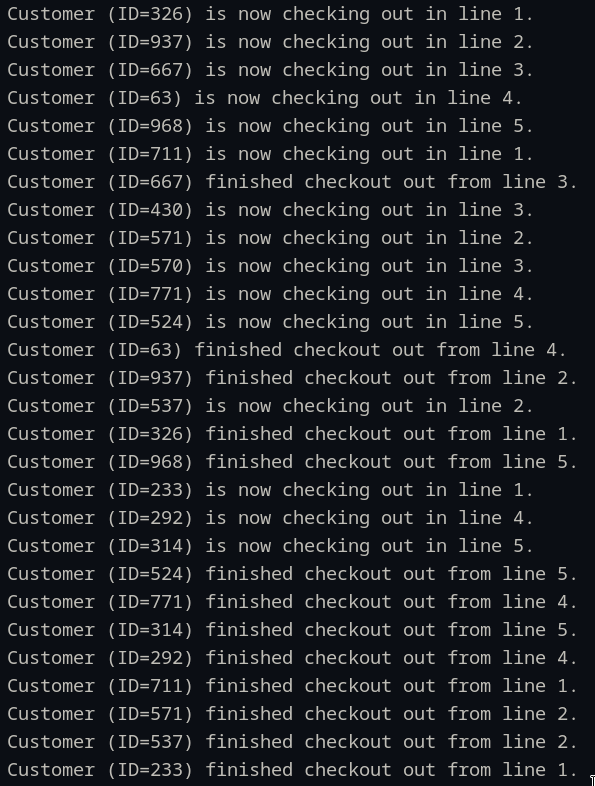 Customer (ID=326) is now checking out in line 1.
Customer (ID=937) is now checking out in line 2.
Customer (ID=667) is now checking out in line 3.
Customer (ID=63) is now checking out in line 4.
Customer (ID=968) is now checking out in line 5.
Customer (ID=711) is now checking out in line 1.
Customer (ID=667) finished checkout out from line 3.
Customer (ID=430) is now checking out in line 3.
Customer (ID=571) is now checking out in line 2.
Customer (ID=570) is now checking out in line 3.
Customer (ID=771) is now checking out in line 4.
Customer (ID=524) is now checking out in line 5.
Customer (ID=63) finished checkout out from line 4.
Customer (ID=937) finished checkout out from line 2.
Customer (ID=537) is now checking out in line 2.
Customer (ID=326) finished checkout out from line 1.
Customer (ID=968) finished checkout out from line 5.
Customer (ID=233) is now checking out in line 1.
Customer (ID=292) is now checking out in line 4.
Customer (ID=314) is now checking out in line 5.
Customer (ID=524) finished checkout out from line 5.
Customer (ID=771) finished checkout out from line 4.
Customer (ID=314) finished checkout out from line 5.
Customer (ID=292) finished checkout out from line 4.
Customer (ID=711) finished checkout out from line 1.
Customer (ID=571) finished checkout out from line 2.
Customer (ID=537) finished checkout out from line 2.
Customer (ID=233) finished checkout out from line 1.